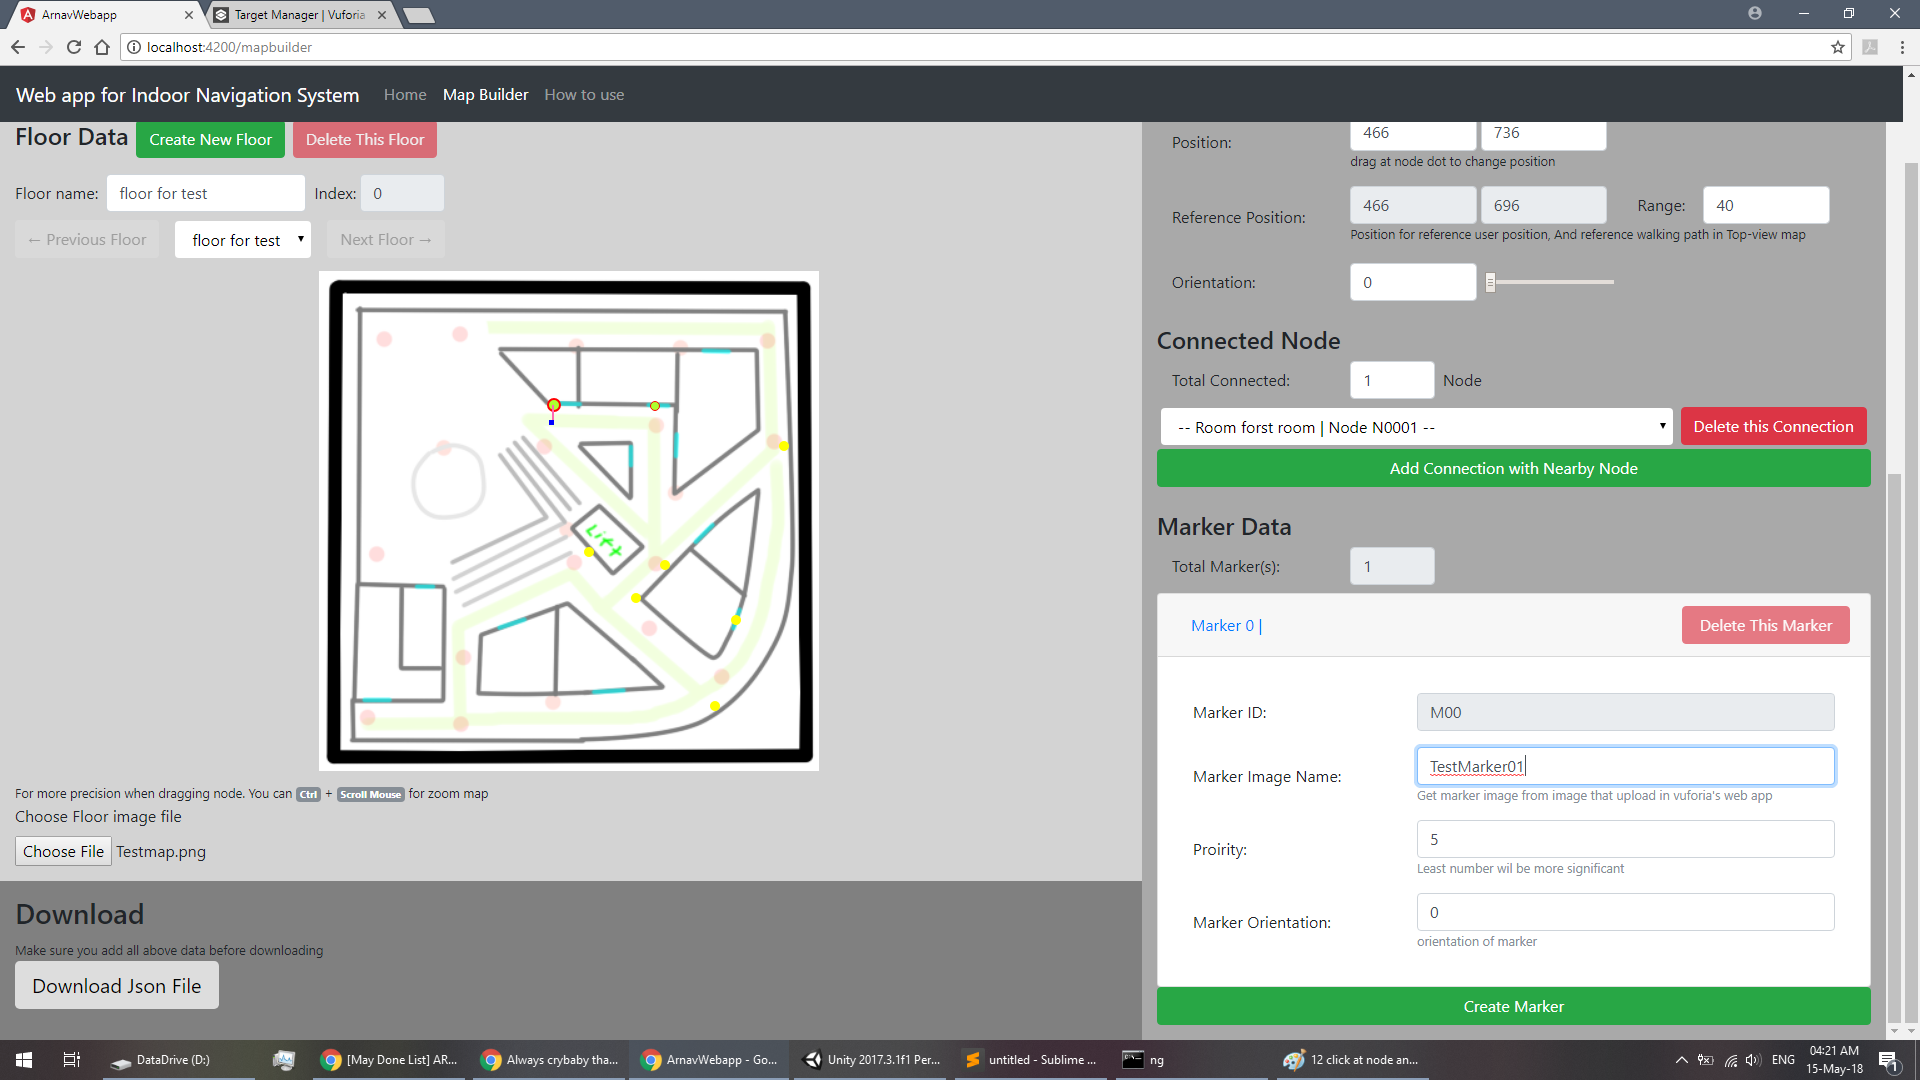 ArnavWebapp
Target Manager | Vuforia
localhost:4200/mapbuilder
Web app for Indoor Navigation System Home Map Builder How to use
Floor Data Create New Floor Delete This Floor
Floor name: floor for test Index: 0
← Previous Floor floor for test Next Floor →
Lift
For more precision when dragging node. You can Ctrl + Scroll Mouse for zoom map
Choose Floor image file
Choose File Testmap.png
Download
Make sure you add all above data before downloading
Download Json File
Position: 466 736
drag at node dot to change position
Reference Position: 466 696 Range: 40
Position for reference user position, And reference walking path in Top-view map
Orientation: 0
Connected Node
Total Connected: 1 Node
-- Room forst room | Node N0001 -- Delete this Connection
Add Connection with Nearby Node
Marker Data
Total Marker(s): 1
Marker 0 | Delete This Marker
Marker ID: M00
Marker Image Name: TestMarker01
Get marker image from image that upload in vuforia's web app
Proirity: 5
Least number wil be more significant
Marker Orientation: 0
orientation of marker
Create Marker
DataDrive (D:)
[May Done List] AR...
Always crybaby tha...
ArnavWebapp - Go...
Unity 2017.3.1f1 Per...
untitled - Sublime ...
ng
12 click at node an...
ENG
04:21 AM
15-May-18
1